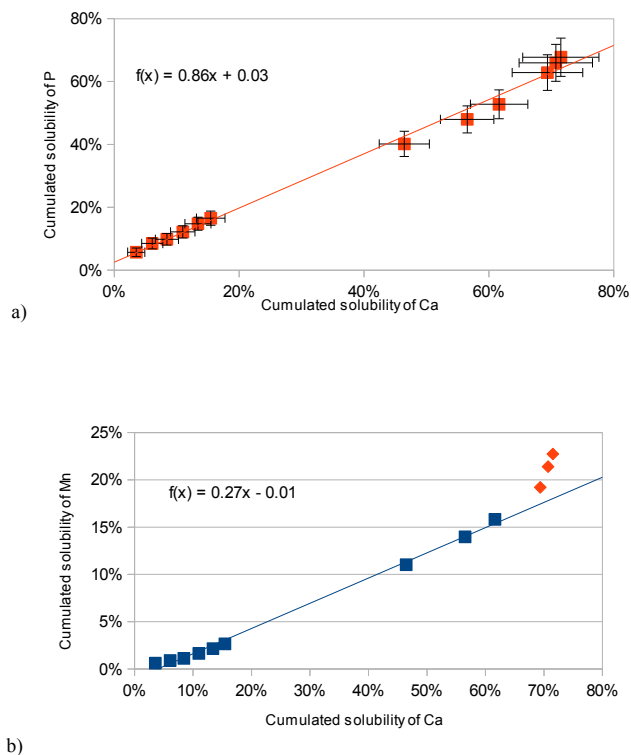 80%
f(x) = 0.86x + 0.03
60%
40%
20%
0%
0% 20% 40% 60% 80%
Cumulated solubility of P
Cumulated solubility of Ca
a)
25%
20%
f(x) = 0.27x - 0.01
15%
10%
5%
0%
0% 10% 20% 30% 40% 50% 60% 70% 80%
Cumulated solubility of Mn
Cumulated solubility of Ca
b)